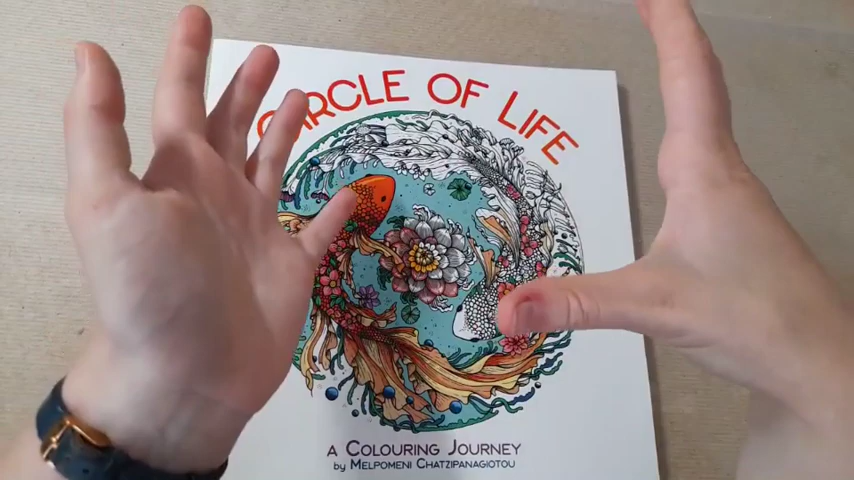 CIRCLE OF LIFE
A COLOURING JOURNEY
by MELPOMENI CHATZIPANAGIOTOU